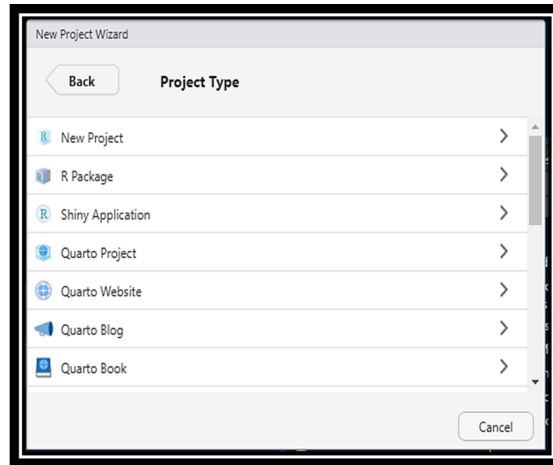 New Project Wizard
Back
Project Type
New Project
R Package
Shiny Application
Quarto Project
Quarto Website
Quarto Blog
Quarto Book
Cancel